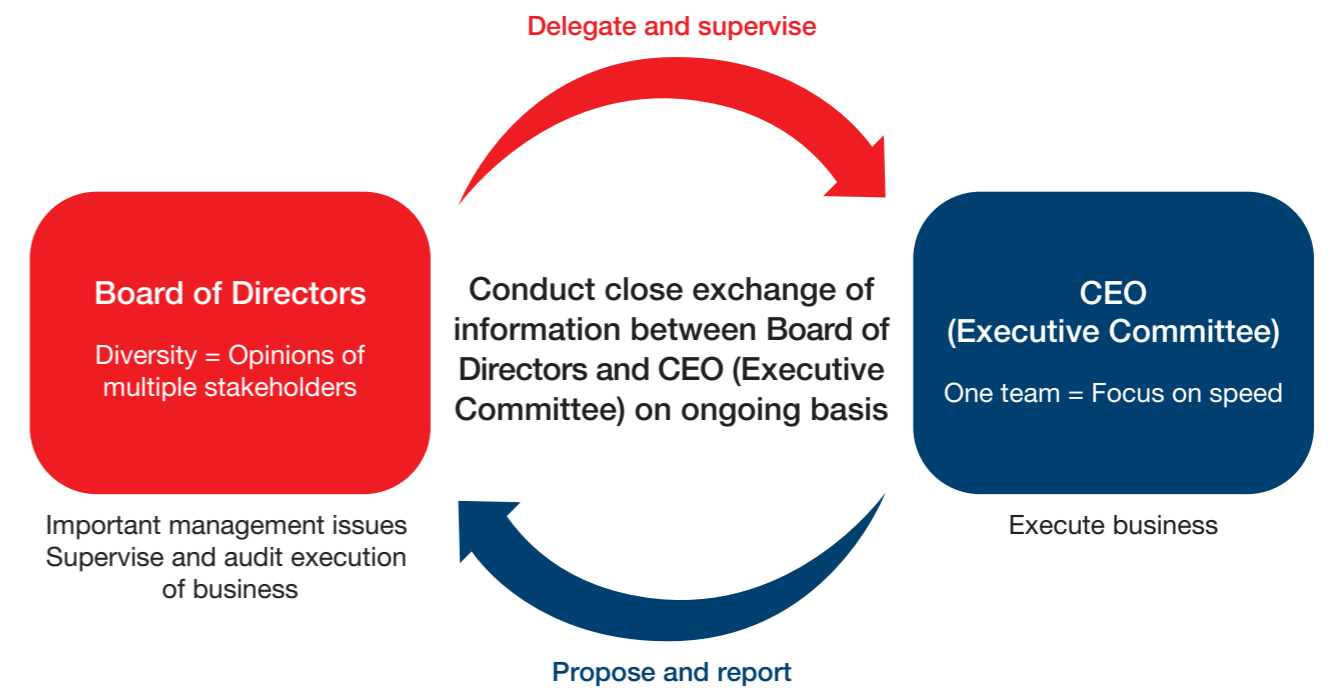 Delegate and supervise
Board of Directors
Diversity = Opinions of
multiple stakeholders
Important management issues
Supervise and audit execution
of business
Conduct close exchange of
information between Board of
Directors and CEO (Executive
Committee) on ongoing basis
CEO
(Executive Committee)
One team = Focus on speed
Execute business
Propose and report